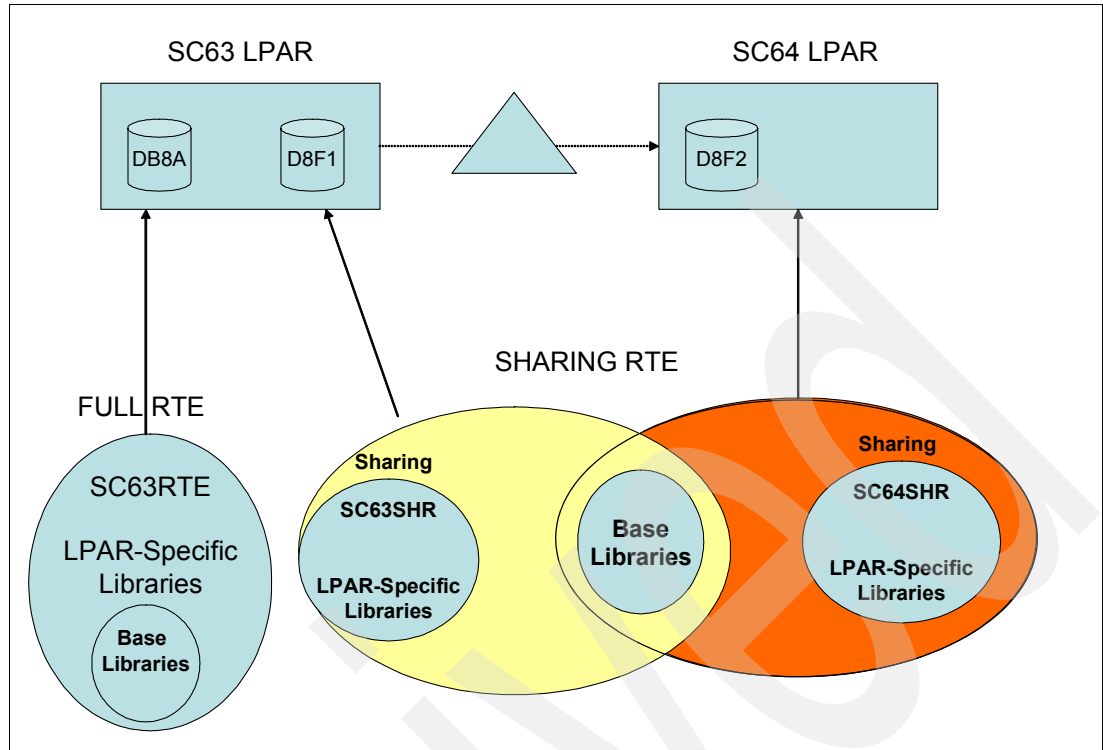 SC63 LPAR
SC64 LPAR
DB8A
D8F1
D8F2
SHARING RTE
FULL RTE
SC63RTE
LPAR-Specific
Libraries
Base
Libraries
Sharing
SC63SHR
LPAR-Specific
Libraries
Base
Libraries
Sharing
SC64SHR
LPAR-Specific
Libraries